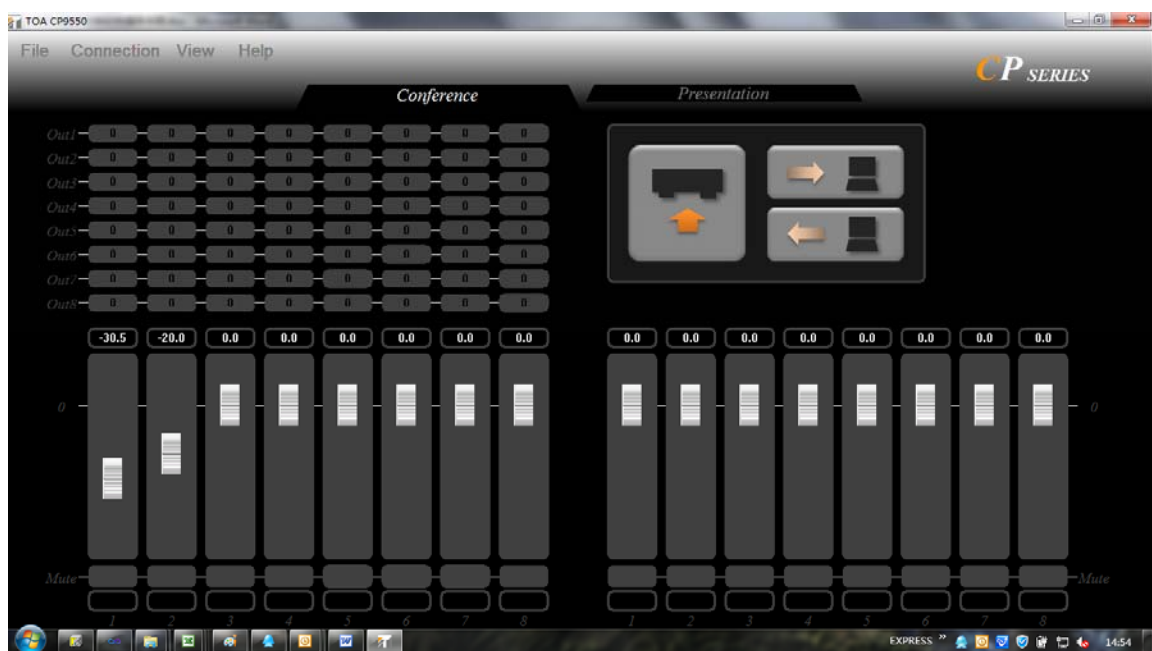 TOA CP9550
File Connection View Help
CP SERIES
Conference Presentation
Out1 0 0 0 0 0 0 0 0
Out2 0 0 0 0 0 0 0 0
Out3 0 0 0 0 0 0 0 0
Out4 0 0 0 0 0 0 0 0
Out5 0 0 0 0 0 0 0 0
Out6 0 0 0 0 0 0 0 0
Out7 0 0 0 0 0 0 0 0
Out8 0 0 0 0 0 0 0 0
-30.5 -20.0 0.0 0.0 0.0 0.0 0.0 0.0 0.0 0.0 0.0 0.0 0.0 0.0 0.0 0.0
0 0
Mute Mute
1 2 3 4 5 6 7 8 1 2 3 4 5 6 7 8
EXPRESS » 14:54